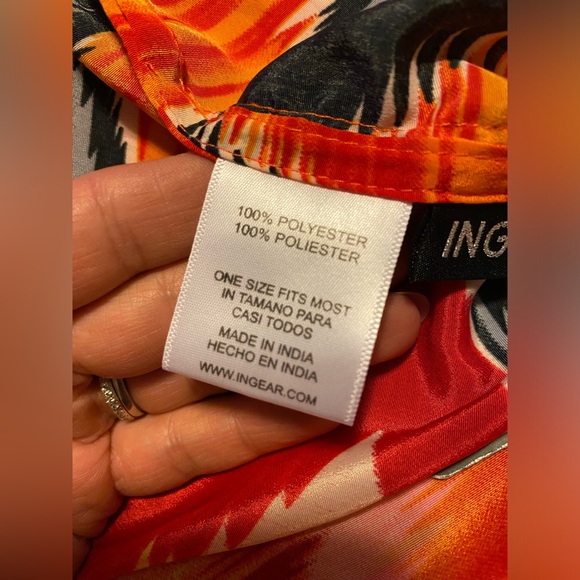 100% POLYESTER
100% POLIESTER
ONE SIZE FITS MOST
IN TAMANO PARA
CASI TODOS
MADE IN INDIA
HECHO EN INDIA
WWW.INGEAR.COM
ING